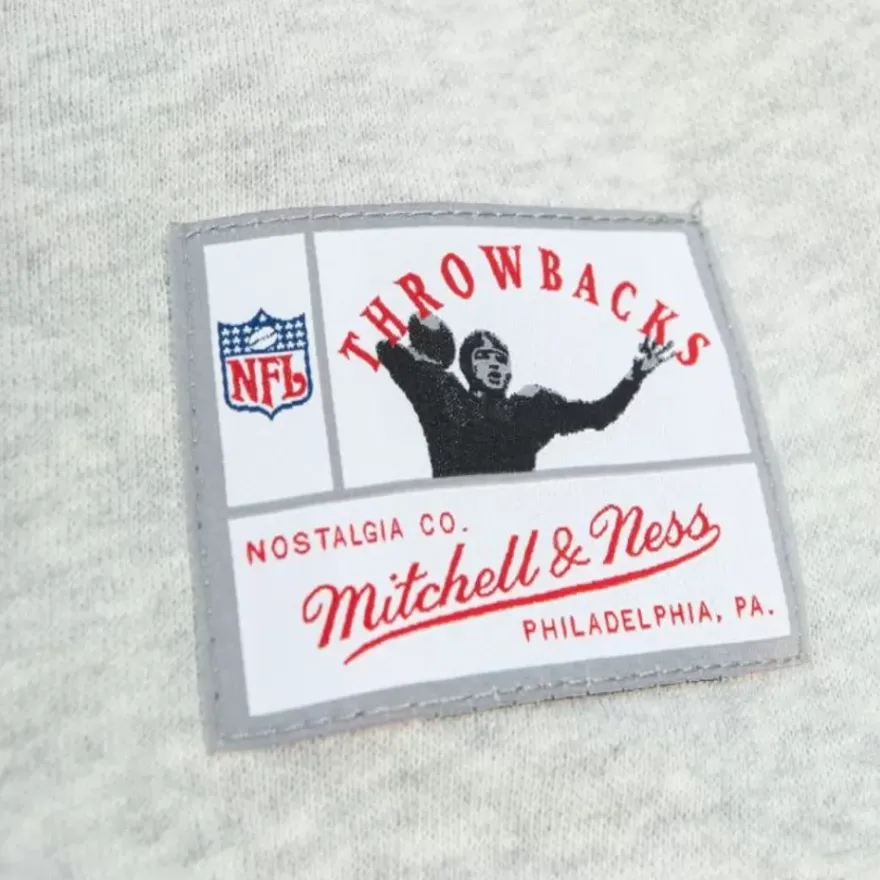 NFL
THROWBACKS
NOSTALGIA CO.
Mitchell & Ness
PHILADELPHIA, PA.